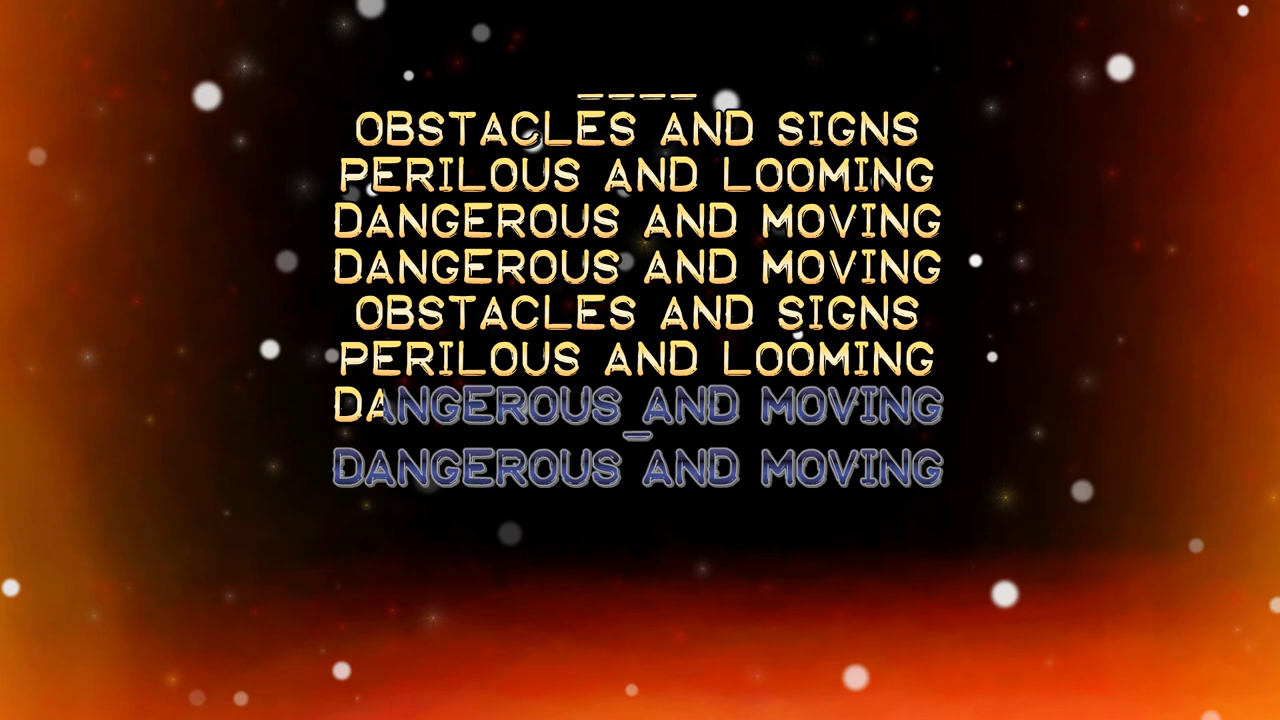 ____
OBSTACLES AND SIGNS
PERILOUS AND LOOMING
DANGEROUS AND MOVING
DANGEROUS AND MOVING
OBSTACLES AND SIGNS
PERILOUS AND LOOMING
DANGEROUS AND MOVING
_
DANGEROUS AND MOVING